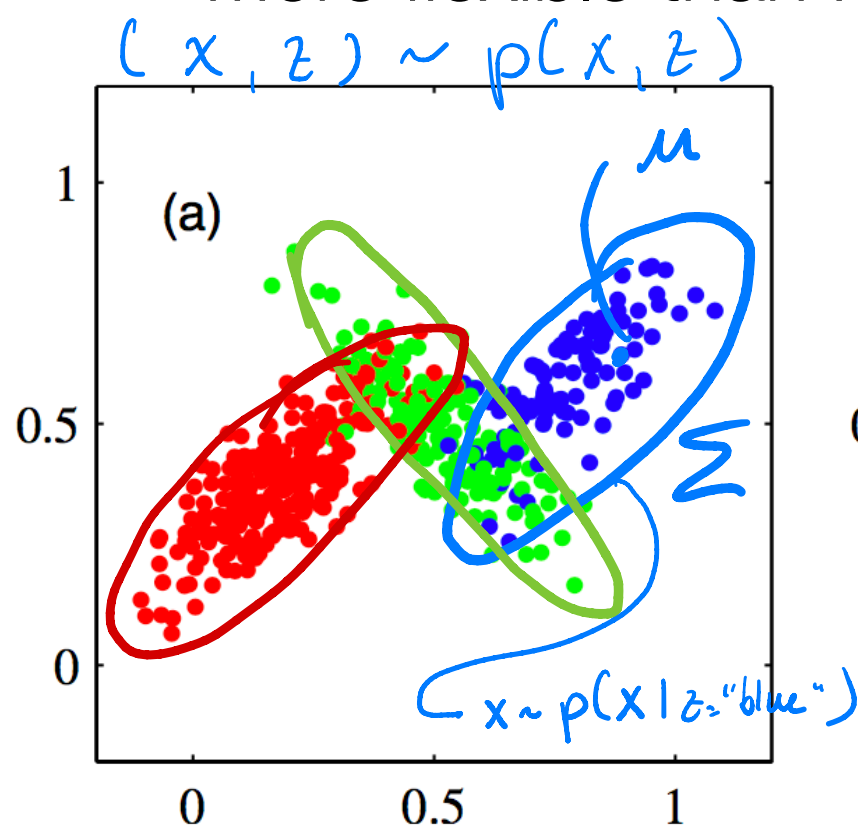 ( x , z ) ~ p( x , z )
μ
1
(a)
0.5
Σ
0
x ~ p( x | z = "blue" )
0 0.5 1